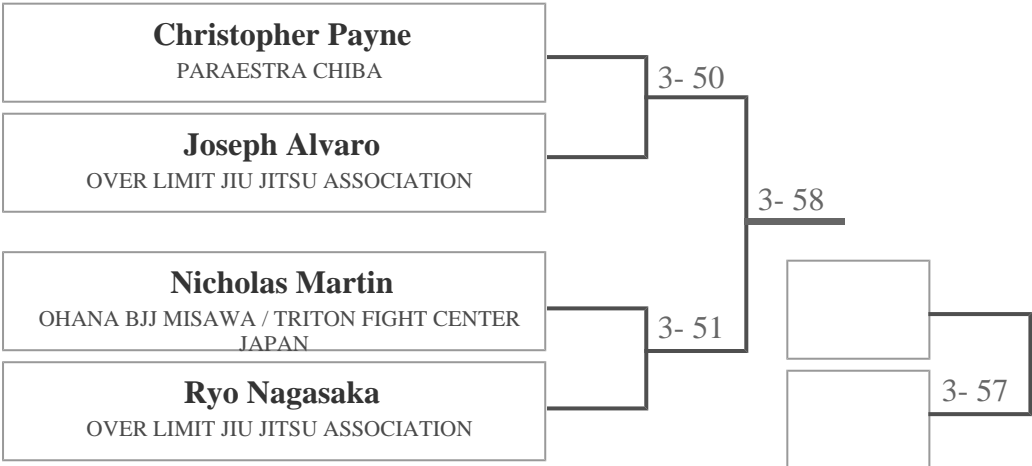 Christopher Payne
PARAESTRA CHIBA
3- 50
Joseph Alvaro
OVER LIMIT JIU JITSU ASSOCIATION
3- 58
Nicholas Martin
OHANA BJJ MISAWA / TRITON FIGHT CENTER
JAPAN
3- 51
Ryo Nagasaka
OVER LIMIT JIU JITSU ASSOCIATION
3- 57